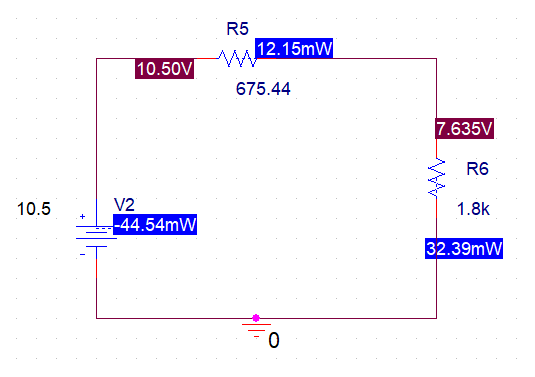 R5
12.15mW
10.50V
675.44
7.635V
R6
10.5
V2
1.8k
+
-44.54mW
-
32.39mW
0